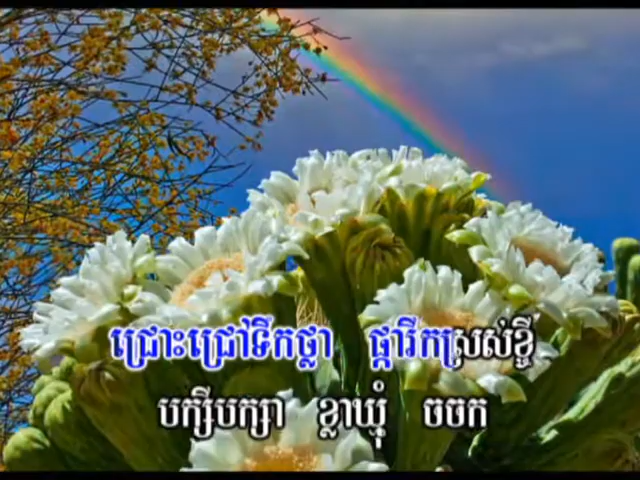 ជ្រោះជ្រៅទឹកថ្លា ផ្ការីកស្រស់ខ្ចី
បក្សីបក្សា ខ្លាឃ្មុំ ចចក